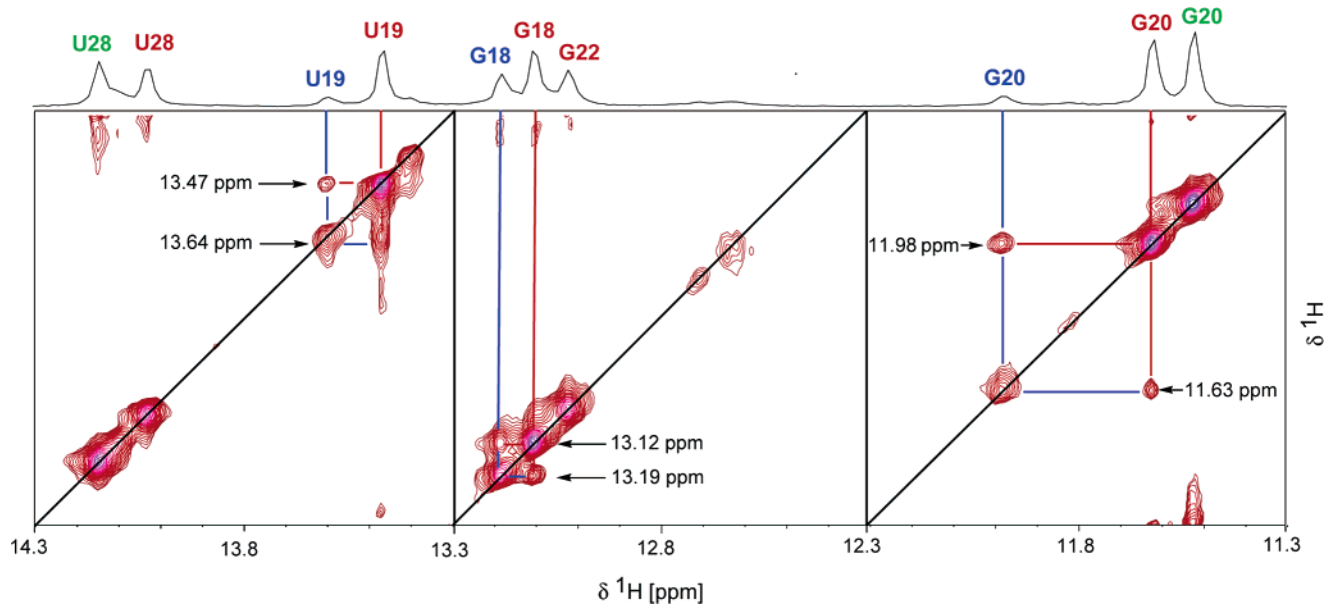 U28 U28 U19 G18 G18 G22 G20 G20 G20
13.47 ppm
13.64 ppm
11.98 ppm
11.63 ppm
13.12 ppm
13.19 ppm
δ ¹H
14.3 13.8 13.3 12.8 12.3 11.8 11.3
δ ¹H [ppm]